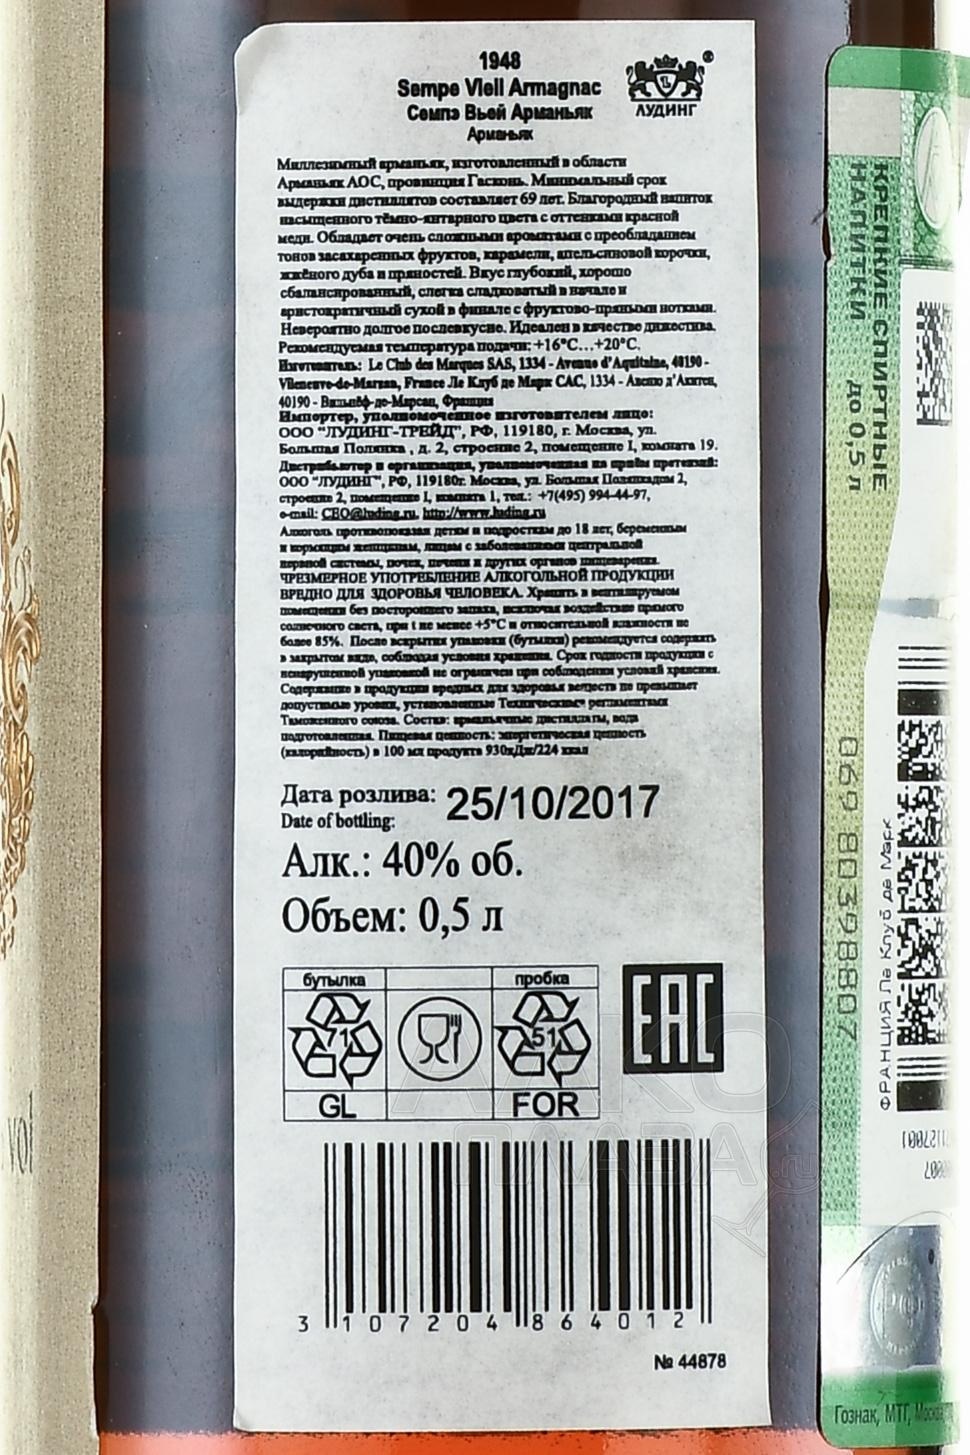 1948
Sempe Vieil Armagnac
Семпэ Вьей Арманьяк
Арманьяк
ЛУДИНГ
Миллезимный арманьяк, изготовленный в области
Арманьяк АОС, провинция Гасконь. Минимальный срок
выдержки дистиллятов составляет 69 лет. Благородный напиток
насыщенного тёмно-янтарного цвета с оттенками красной
меди. Обладает очень сложными ароматами с преобладанием
тонов засахаренных фруктов, карамели, апельсиновой корочки,
жжёного дуба и пряностей. Вкус глубокий, хорошо
сбалансированный, слегка сладковатый в начале и
аристократичный сухой в финале с фруктово-пряными нотками.
Невероятно долгое послевкусие. Идеален в качестве дижестива.
Рекомендуемая температура подачи: +16°С…+20°С.
Изготовитель: Le Club des Marques SAS, 1334 - Avenue d'Aquitaine, 40190 -
Villeneuve-de-Marsan, France Ле Клуб де Марк САС, 1334 - Авеню д'Акитен,
40190 - Вильнёф-де-Марсан, Франция
Импортер, уполномоченное изготовителем лицо:
ООО "ЛУДИНГ-ТРЕЙД", РФ, 119180, г. Москва, ул.
Большая Полянка , д. 2, строение 2, помещение I, комната 19.
Дистрибьютор и организация, уполномоченная на приём претензий:
ООО "ЛУДИНГ", РФ, 119180г. Москва, ул. Большая Полянкадом 2,
строение 2, помещение I, комната 1, тел.: +7(495) 994-44-97,
e-mail: CEO@luding.ru, http://www.luding.ru
Алкоголь противопоказан детям и подросткам до 18 лет, беременным
и кормящим женщинам, лицам с заболеваниями центральной
нервной системы, почек, печени и других органов пищеварения.
ЧРЕЗМЕРНОЕ УПОТРЕБЛЕНИЕ АЛКОГОЛЬНОЙ ПРОДУКЦИИ
ВРЕДНО ДЛЯ ЗДОРОВЬЯ ЧЕЛОВЕКА. Хранить в вентилируемом
помещении без постороннего запаха, исключая воздействие прямого
солнечного света, при t не менее +5°С и относительной влажности не
более 85%. После вскрытия упаковки (бутылки) рекомендуется содержать
в закрытом виде, соблюдая условия хранения. Срок годности продукции с
ненарушенной упаковкой не ограничен при соблюдении условий хранения.
Содержание в продукции вредных для здоровья веществ не превышает
допустимые уровни, установленные Техническим регламентами
Таможенного союза. Состав: арманьячные дистилляты, вода
подготовленная. Пищевая ценность: энергетическая ценность
(калорийность) в 100 мл продукта 930кДж/224 ккал
Дата розлива: 25/10/2017
Date of bottling:
Алк.: 40% об.
Объем: 0,5 л
бутылка пробка
71 51
GL FOR
EAC
3 107204 864012
№ 44878
vol
КРЕПКИЕ СПИРТНЫЕ
НАПИТКИ до 0,5 л
069 80398807
ФРАНЦИЯ Ле Клуб де Марк
Гознак, МТГ, Москва
АЛКО
ПЛАВА.ru